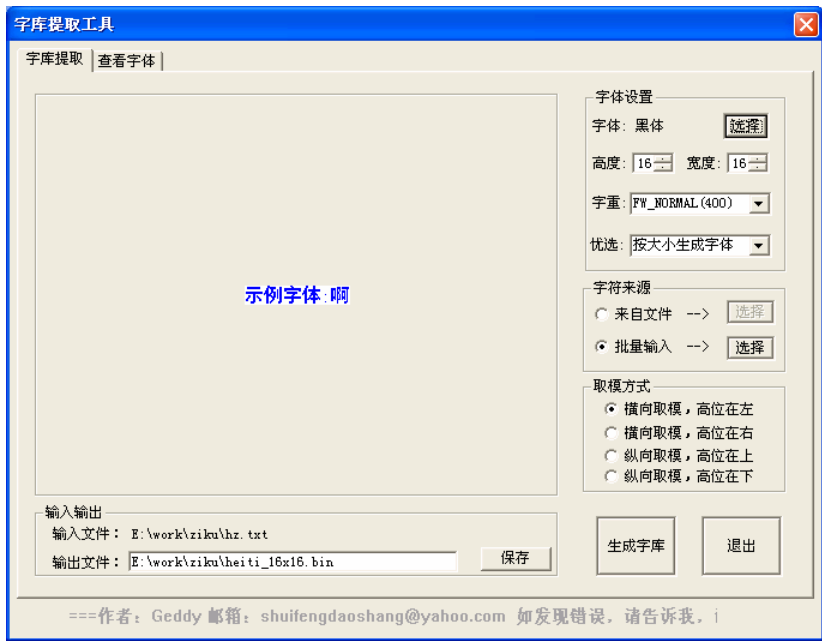 字库提取工具
字库提取 查看字体
示例字体:啊
字体设置
字体: 黑体 选择
高度: 16 宽度: 16
字重: FW_NORMAL(400)
优选: 按大小生成字体
字符来源
来自文件 --> 选择
批量输入 --> 选择
取模方式
横向取模，高位在左
横向取模，高位在右
纵向取模，高位在上
纵向取模，高位在下
输入输出
输入文件： E:\work\ziku\hz.txt
输出文件： E:\work\ziku\heiti_16x16.bin 保存
生成字库 退出
===作者：Geddy 邮箱：shuifengdaoshang@yahoo.com 如发现错误，请告诉我，